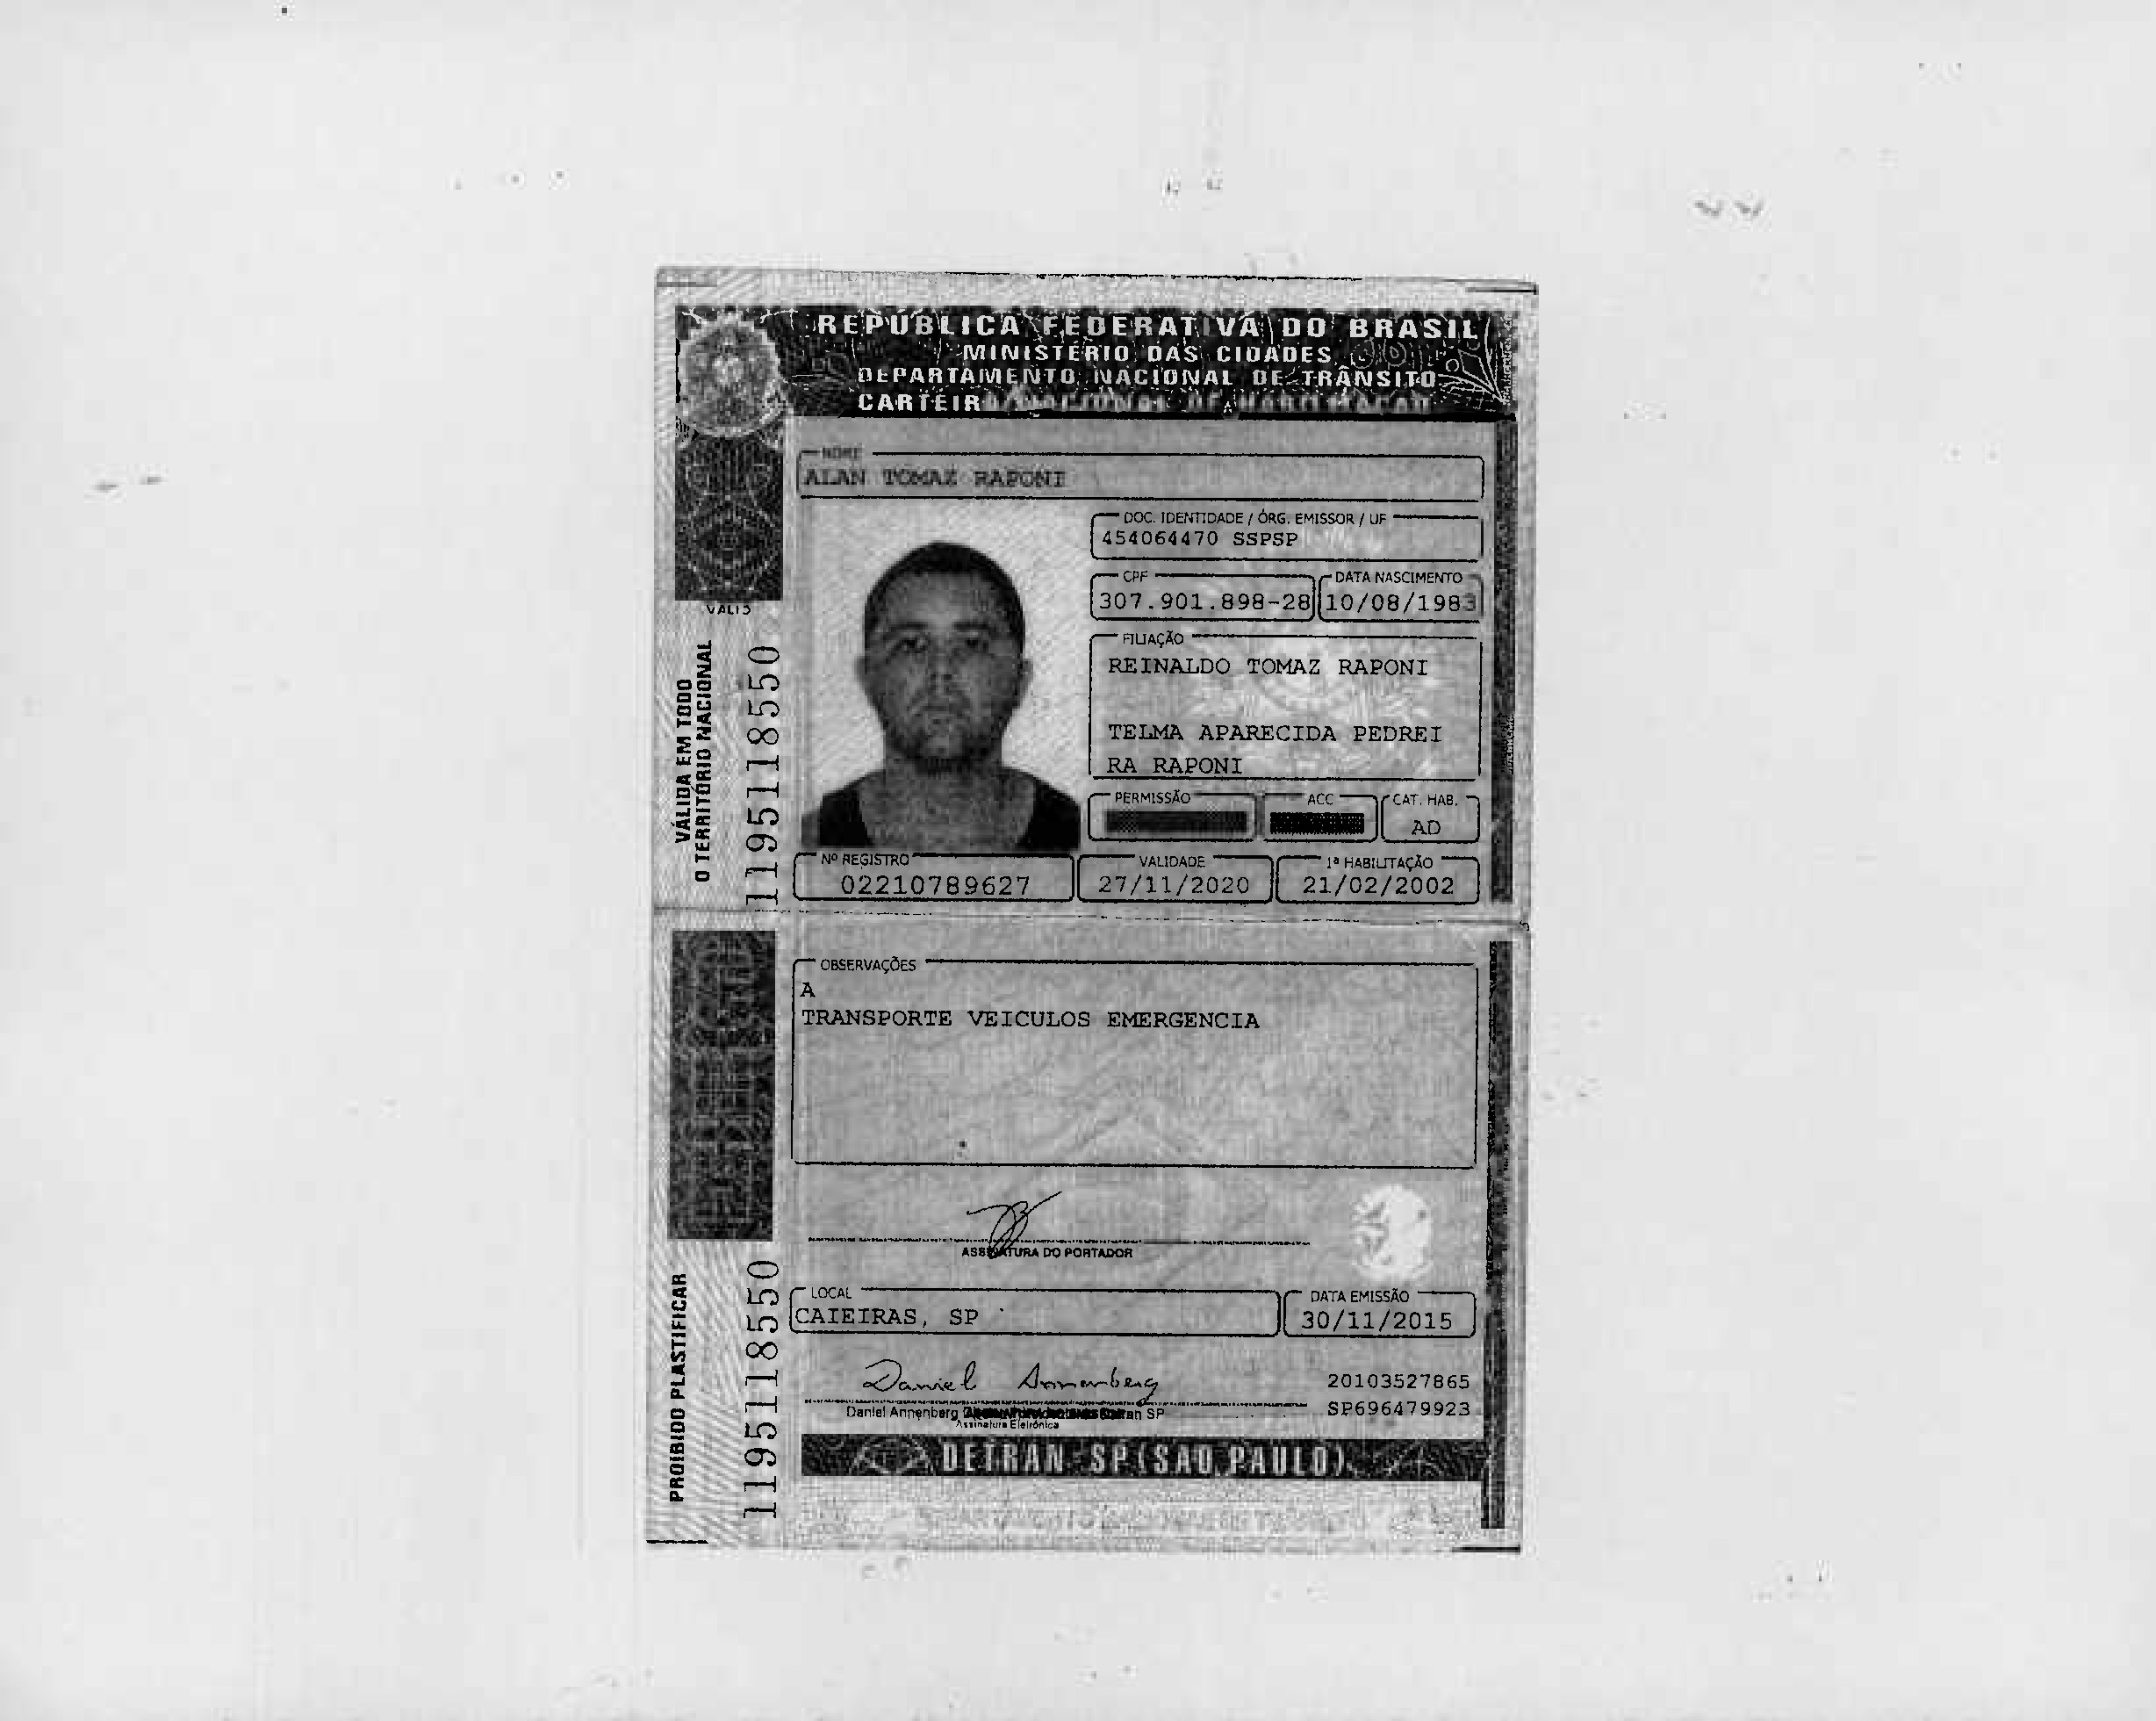 REPÚBLICA FEDERATIVA DO BRASIL
MINISTÉRIO DAS CIDADES
DEPARTAMENTO NACIONAL DE TRÂNSITO
NOME
ALAN TOMAZ RAPONI
DOC. IDENTIDADE / ÓRG. EMISSOR / UF
454064470 SSPSP
CPF DATA NASCIMENTO
307.901.898-28 10/08/1983
FILIAÇÃO
REINALDO TOMAZ RAPONI
TELMA APARECIDA PEDREI
RA RAPONI
PERMISSÃO ACC CAT. HAB.
AD
Nº REGISTRO VALIDADE 1ª HABILITAÇÃO
02210789627 27/11/2020 21/02/2002
VÁLIDA EM TODO
O TERRITÓRIO NACIONAL
1195118550
OBSERVAÇÕES
A
TRANSPORTE VEICULOS EMERGENCIA
ASSINATURA DO PORTADOR
LOCAL DATA EMISSÃO
CAIEIRAS, SP 30/11/2015
Daniel Annenberg
20103527865
Daniel Annenberg SP
SP696479923
Assinatura Eletrônica
DETRAN-SP (SAO PAULO)
PROIBIDO PLASTIFICAR
1195118550